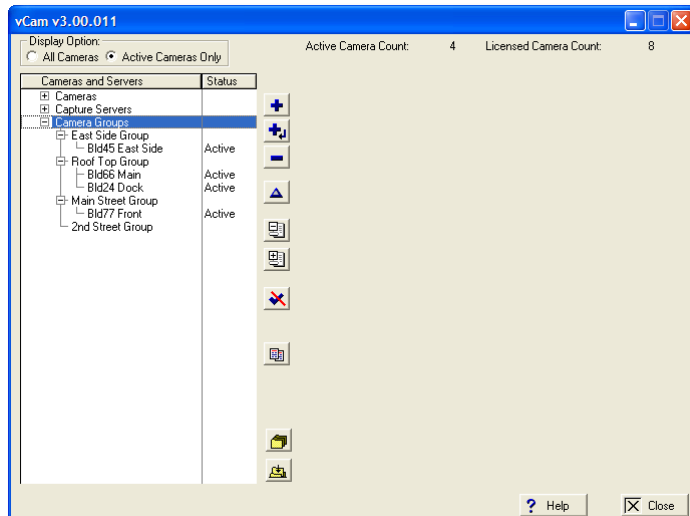 vCam v3.00.011
Display Option:
All Cameras Active Cameras Only
Active Camera Count: 4 Licensed Camera Count: 8
Cameras and Servers Status
Cameras
Capture Servers
Camera Groups
East Side Group
Bld45 East Side Active
Roof Top Group
Bld66 Main Active
Bld24 Dock Active
Main Street Group
Bld77 Front Active
2nd Street Group
? Help Close